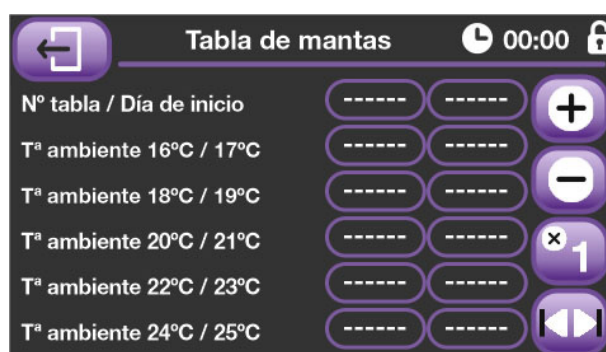 Tabla de mantas 00:00
Nº tabla / Día de inicio ------ ------
Tª ambiente 16ºC / 17ºC ------ ------
Tª ambiente 18ºC / 19ºC ------ ------
Tª ambiente 20ºC / 21ºC ------ ------
Tª ambiente 22ºC / 23ºC ------ ------
Tª ambiente 24ºC / 25ºC ------ ------
+
−
×1